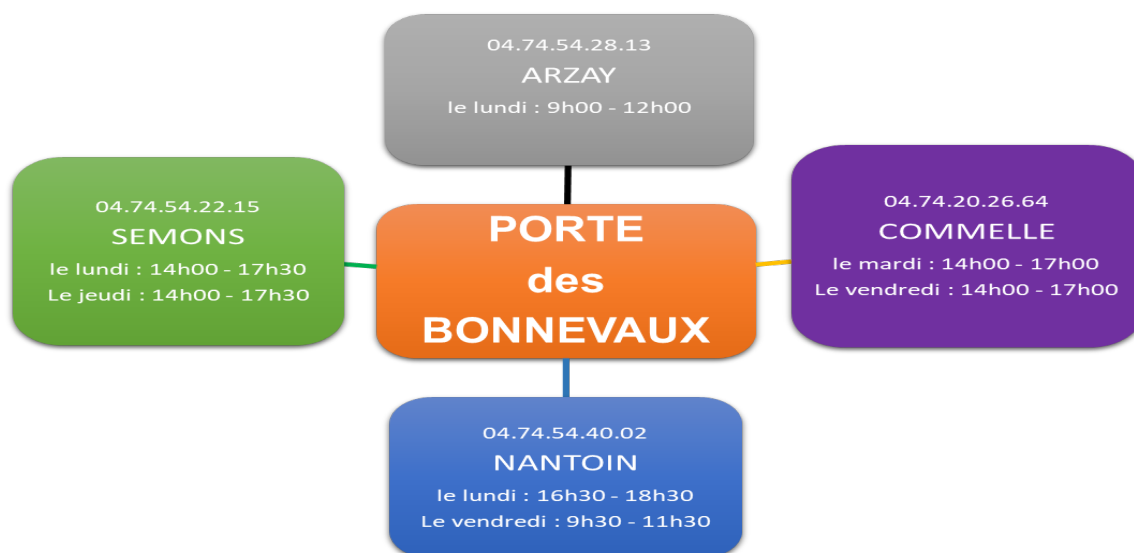 04.74.54.28.13
ARZAY
le lundi : 9h00 - 12h00
04.74.54.22.15
SEMONS
le lundi : 14h00 - 17h30
Le jeudi : 14h00 - 17h30
PORTE
des
BONNEVAUX
04.74.20.26.64
COMMELLE
le mardi : 14h00 - 17h00
Le vendredi : 14h00 - 17h00
04.74.54.40.02
NANTOIN
le lundi : 16h30 - 18h30
Le vendredi : 9h30 - 11h30